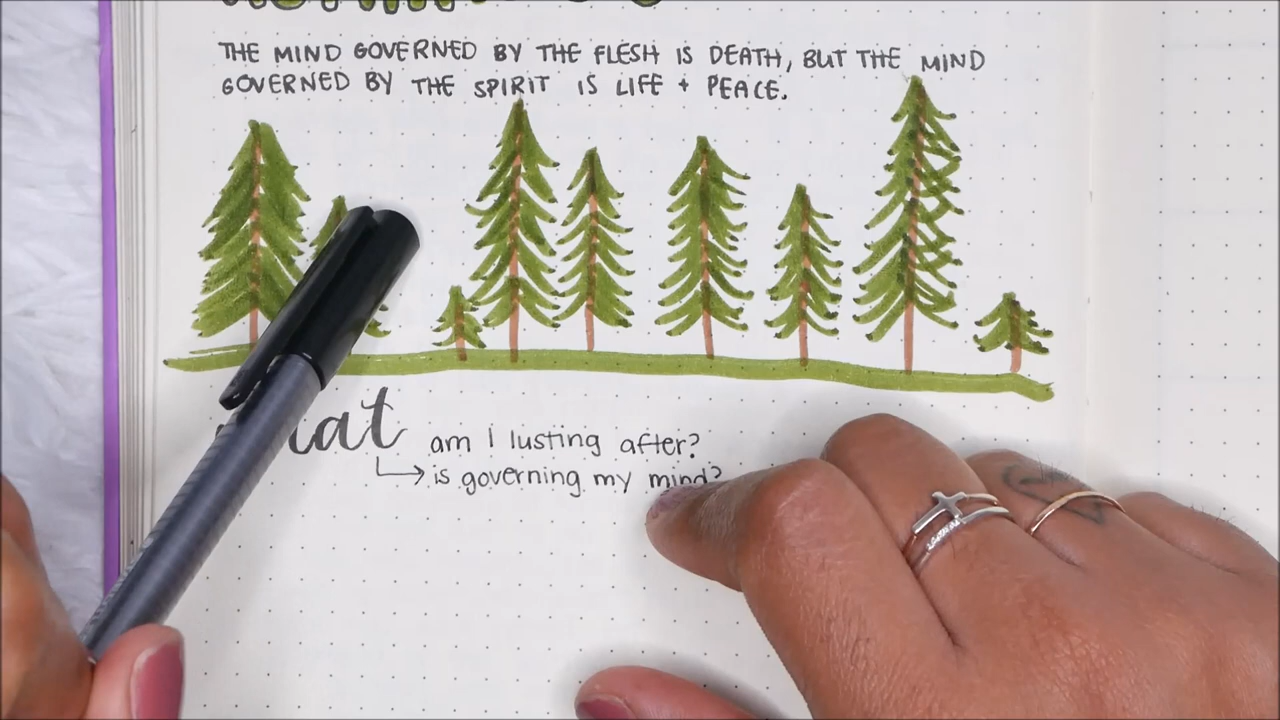 THE MIND GOVERNED BY THE FLESH IS DEATH, BUT THE MIND
GOVERNED BY THE SPIRIT IS LIFE + PEACE.
am I lusting after?
is governing my mind?